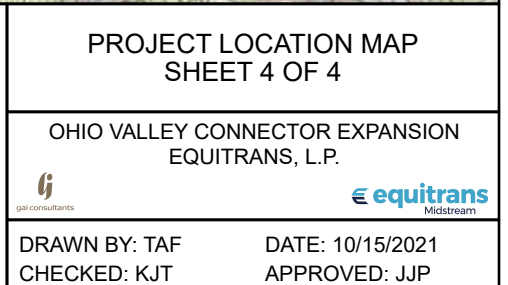 PROJECT LOCATION MAP
SHEET 4 OF 4
OHIO VALLEY CONNECTOR EXPANSION
EQUITRANS, L.P.
gai consultants
equitrans
Midstream
DRAWN BY: TAF DATE: 10/15/2021
CHECKED: KJT APPROVED: JJP